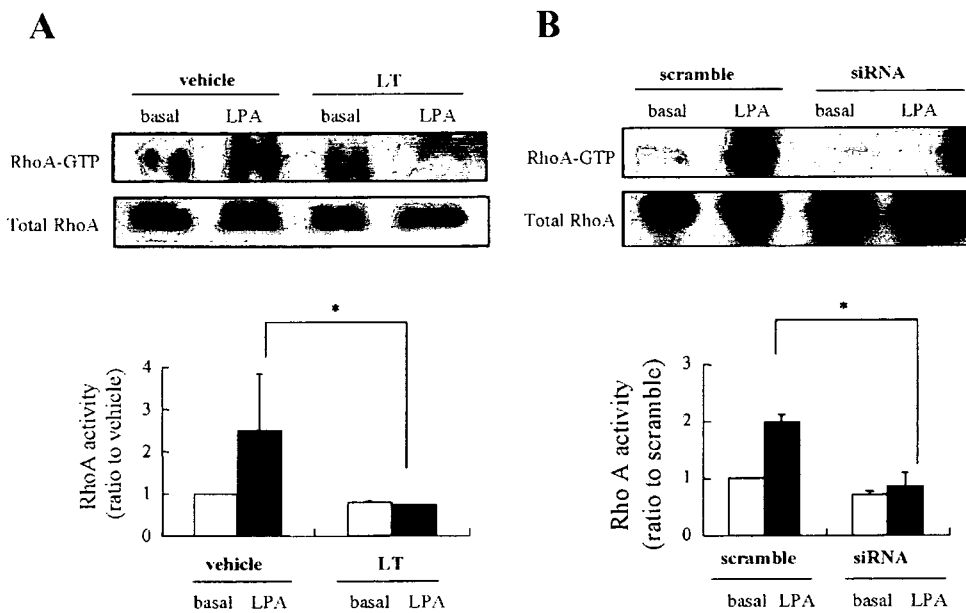 A
vehicle LT
basal LPA basal LPA
RhoA-GTP
Total RhoA
*
4
3
2
1
0
RhoA activity
(ratio to vehicle)
vehicle LT
basal LPA basal LPA
B
scramble siRNA
basal LPA basal LPA
RhoA-GTP
Total RhoA
*
3
2
1
0
Rho A activity
(ratio to scramble)
scramble siRNA
basal LPA basal LPA